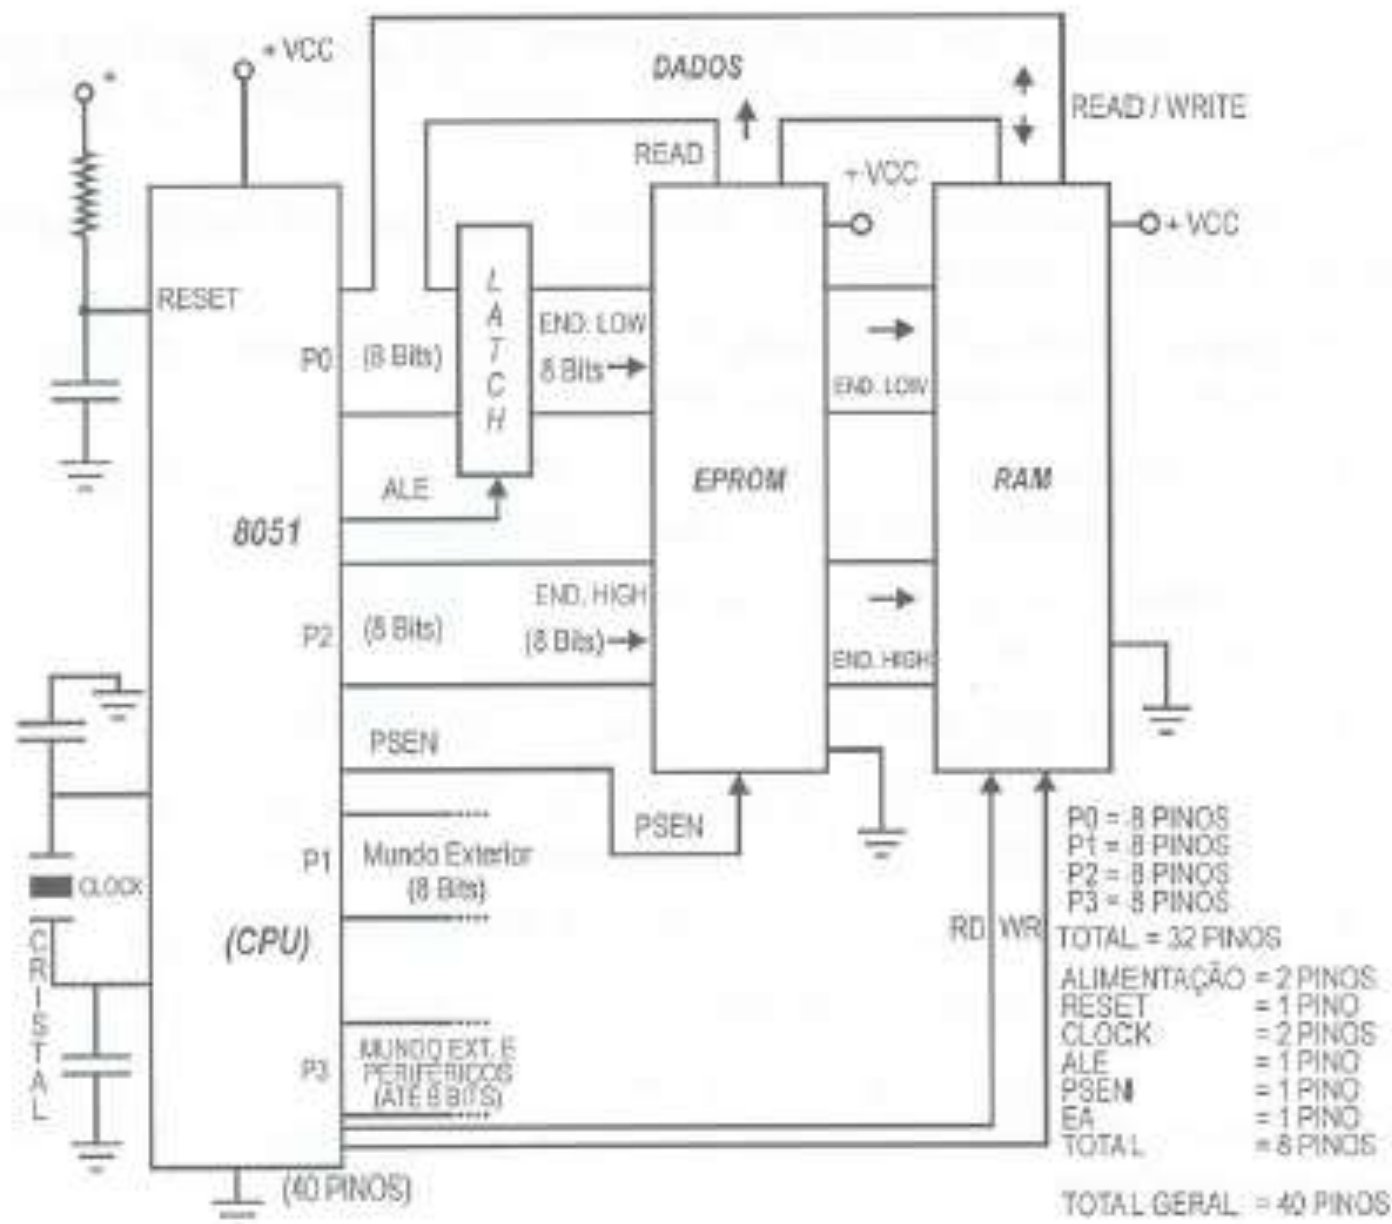 + VCC
DADOS
READ / WRITE
READ
+ VCC
+ VCC
RESET
P0
(8 Bits)
LATCH
END. LOW
8 Bits
END. LOW
EPROM
RAM
ALE
8051
P2
(8 Bits)
END. HIGH
(8 Bits)
END. HIGH
PSEN
PSEN
P1
Mundo Exterior
(8 Bits)
CLOCK
CRISTAL
(CPU)
RD
WR
P3
MUNDO EXT. E
PERIFÉRICOS
(ATÉ 8 BITS)
(40 PINOS)
P0 = 8 PINOS
P1 = 8 PINOS
P2 = 8 PINOS
P3 = 8 PINOS
TOTAL = 32 PINOS
ALIMENTAÇÃO = 2 PINOS
RESET = 1 PINO
CLOCK = 2 PINOS
ALE = 1 PINO
PSEN = 1 PINO
EA = 1 PINO
TOTAL = 8 PINOS
TOTAL GERAL = 40 PINOS